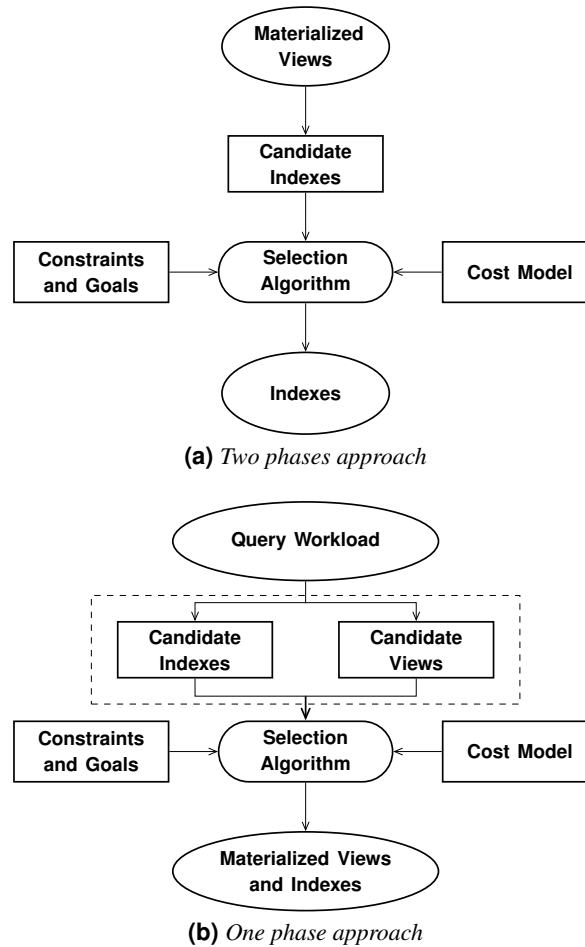 Materialized
Views
Candidate
Indexes
Constraints
and Goals
Selection
Algorithm
Cost Model
Indexes
(a) Two phases approach
Query Workload
Candidate
Indexes
Candidate
Views
Constraints
and Goals
Selection
Algorithm
Cost Model
Materialized Views
and Indexes
(b) One phase approach